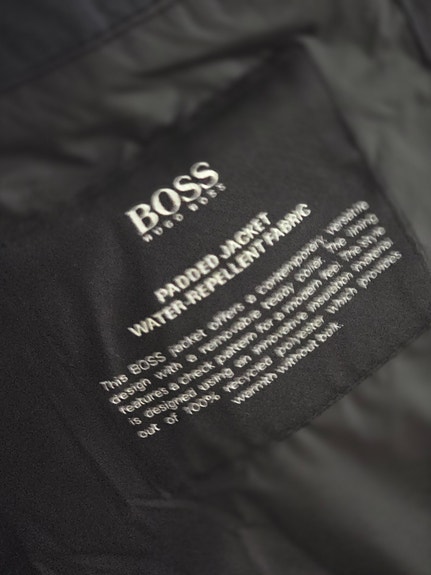 BOSS
HUGO BOSS
PADDED JACKET
WATER-REPELLENT FABRIC
This BOSS jacket offers a contemporary, versatile
design with a removable teddy collar. The lining
features a check pattern for a modern feel. The style
is designed using an innovative insulation material
out of 100% recycled polyester which provides
warmth without bulk.